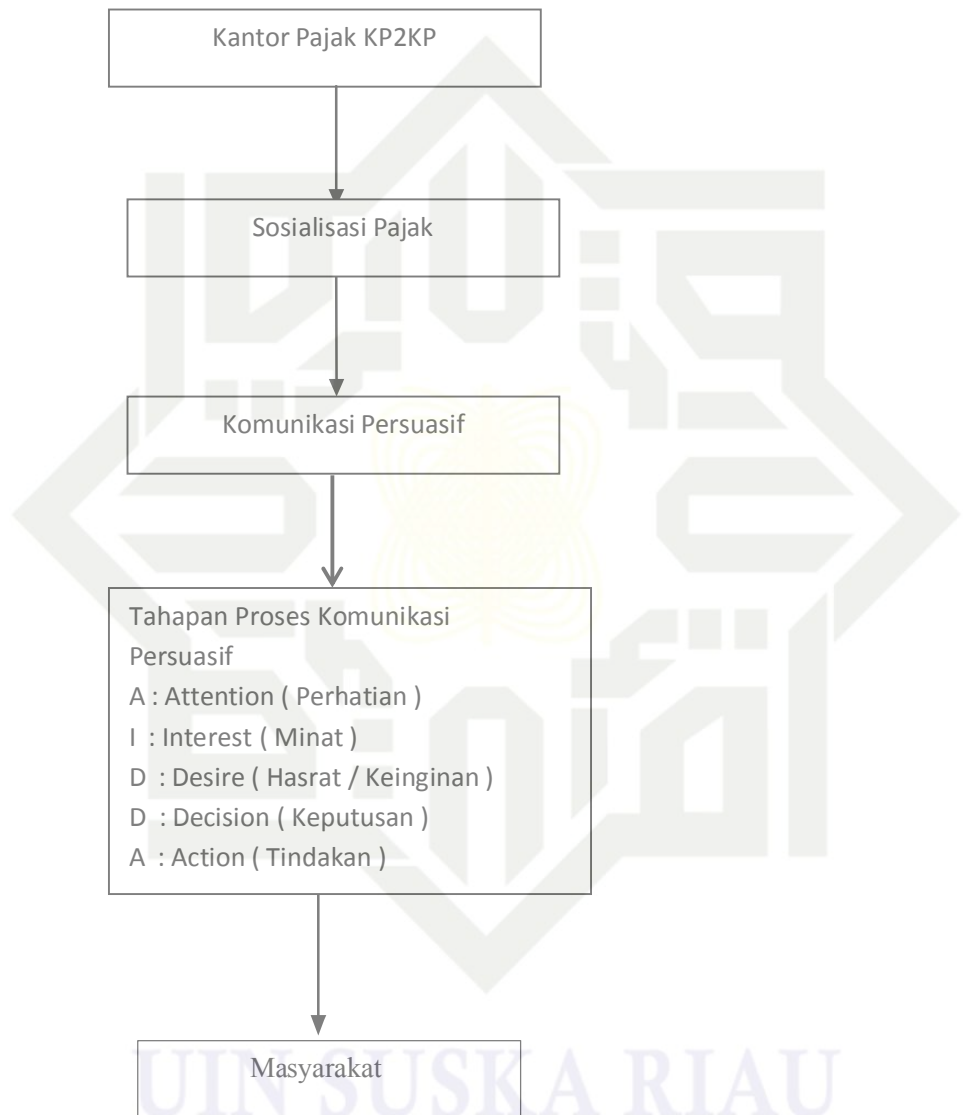 Kantor Pajak KP2KP
Sosialisasi Pajak
Komunikasi Persuasif
Tahapan Proses Komunikasi
Persuasif
A : Attention ( Perhatian )
I : Interest ( Minat )
D : Desire ( Hasrat / Keinginan )
D : Decision ( Keputusan )
A : Action ( Tindakan )
Masyarakat
UIN SUSKA RIAU